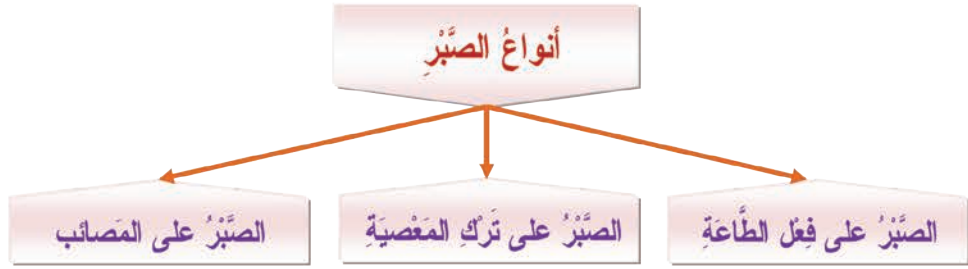 أنواعُ الصَّبْرِ
الصَّبْرُ على فِعْل الطَّاعَةِ
الصَّبْرُ على تَرْكِ المَعْصيَةِ
الصَّبْرُ على المَصائب